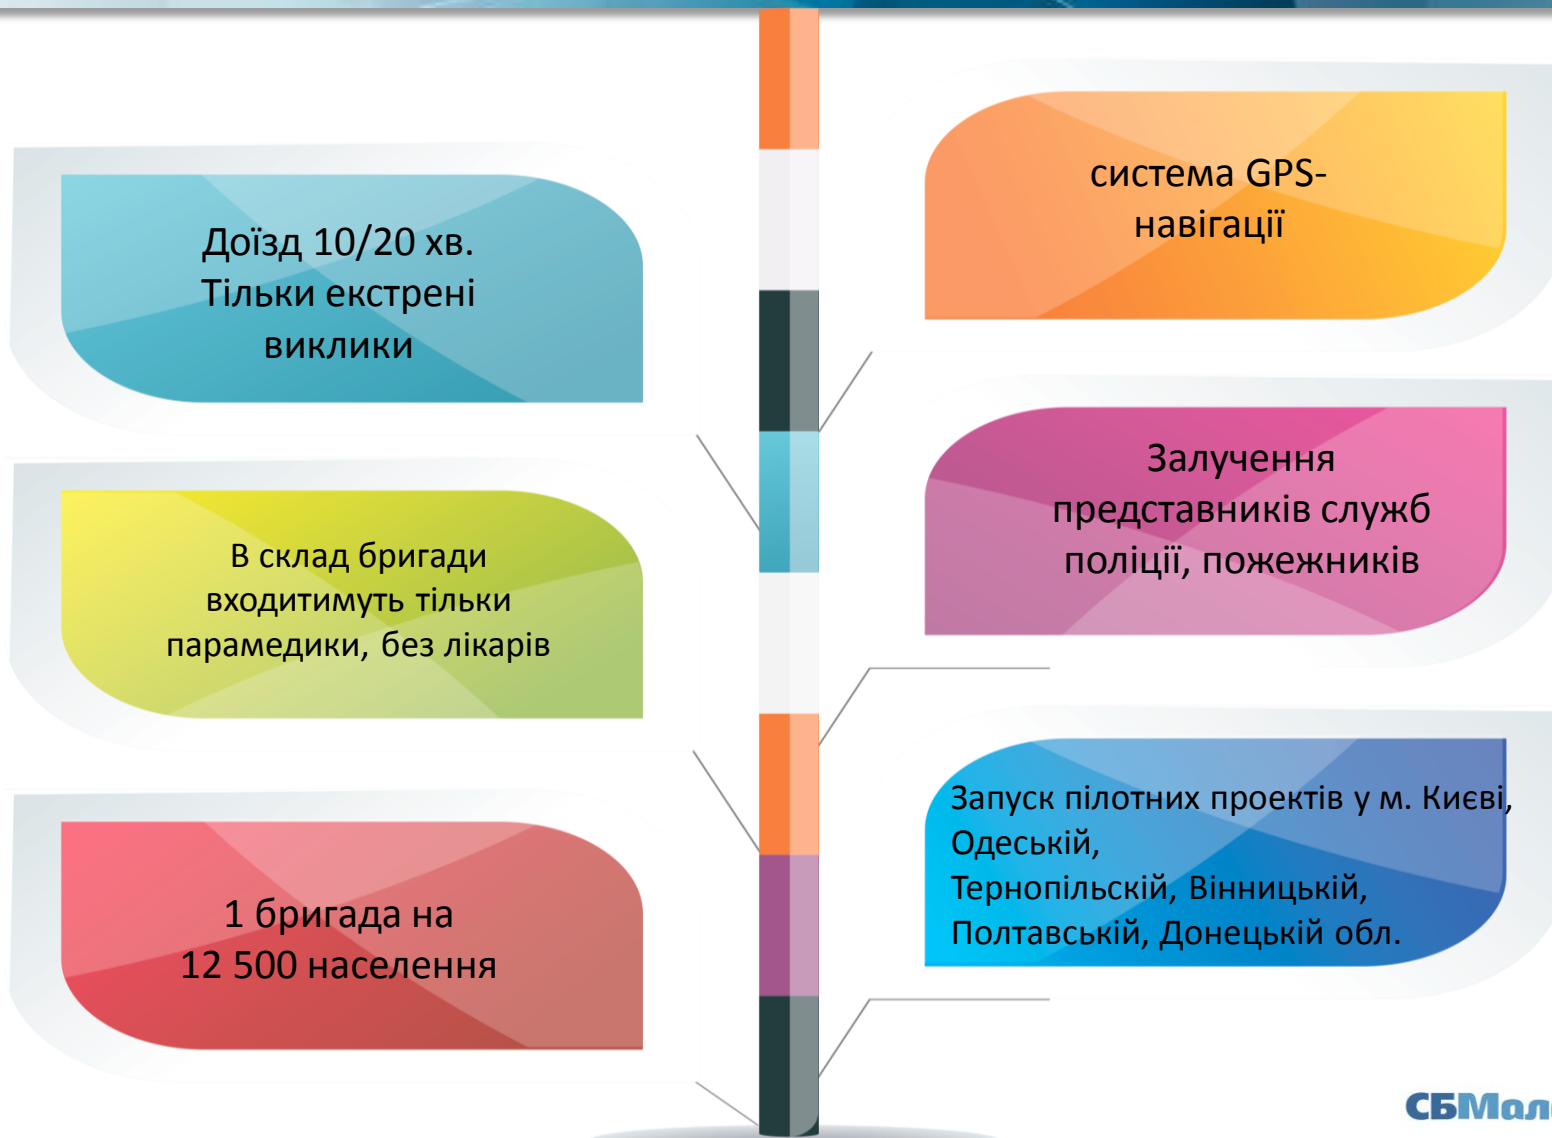 Доїзд 10/20 хв.
Тільки екстрені
виклики
В склад бригади
входитимуть тільки
парамедики, без лікарів
1 бригада на
12 500 населення
система GPS-
навігації
Залучення
представників служб
поліції, пожежників
Запуск пілотних проектів у м. Києві,
Одеській,
Тернопільскій, Вінницькій,
Полтавській, Донецькій обл.